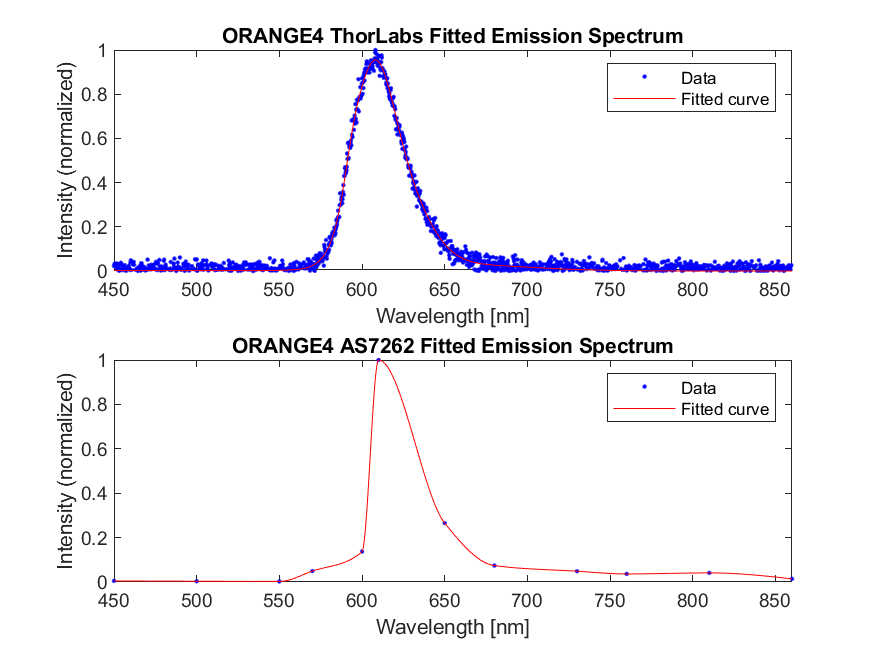 ORANGE4 ThorLabs Fitted Emission Spectrum
Intensity (normalized)
1
0.8
0.6
0.4
0.2
0
Data
Fitted curve
450 500 550 600 650 700 750 800 850
Wavelength [nm]
ORANGE4 AS7262 Fitted Emission Spectrum
Intensity (normalized)
1
0.8
0.6
0.4
0.2
0
Data
Fitted curve
450 500 550 600 650 700 750 800 850
Wavelength [nm]